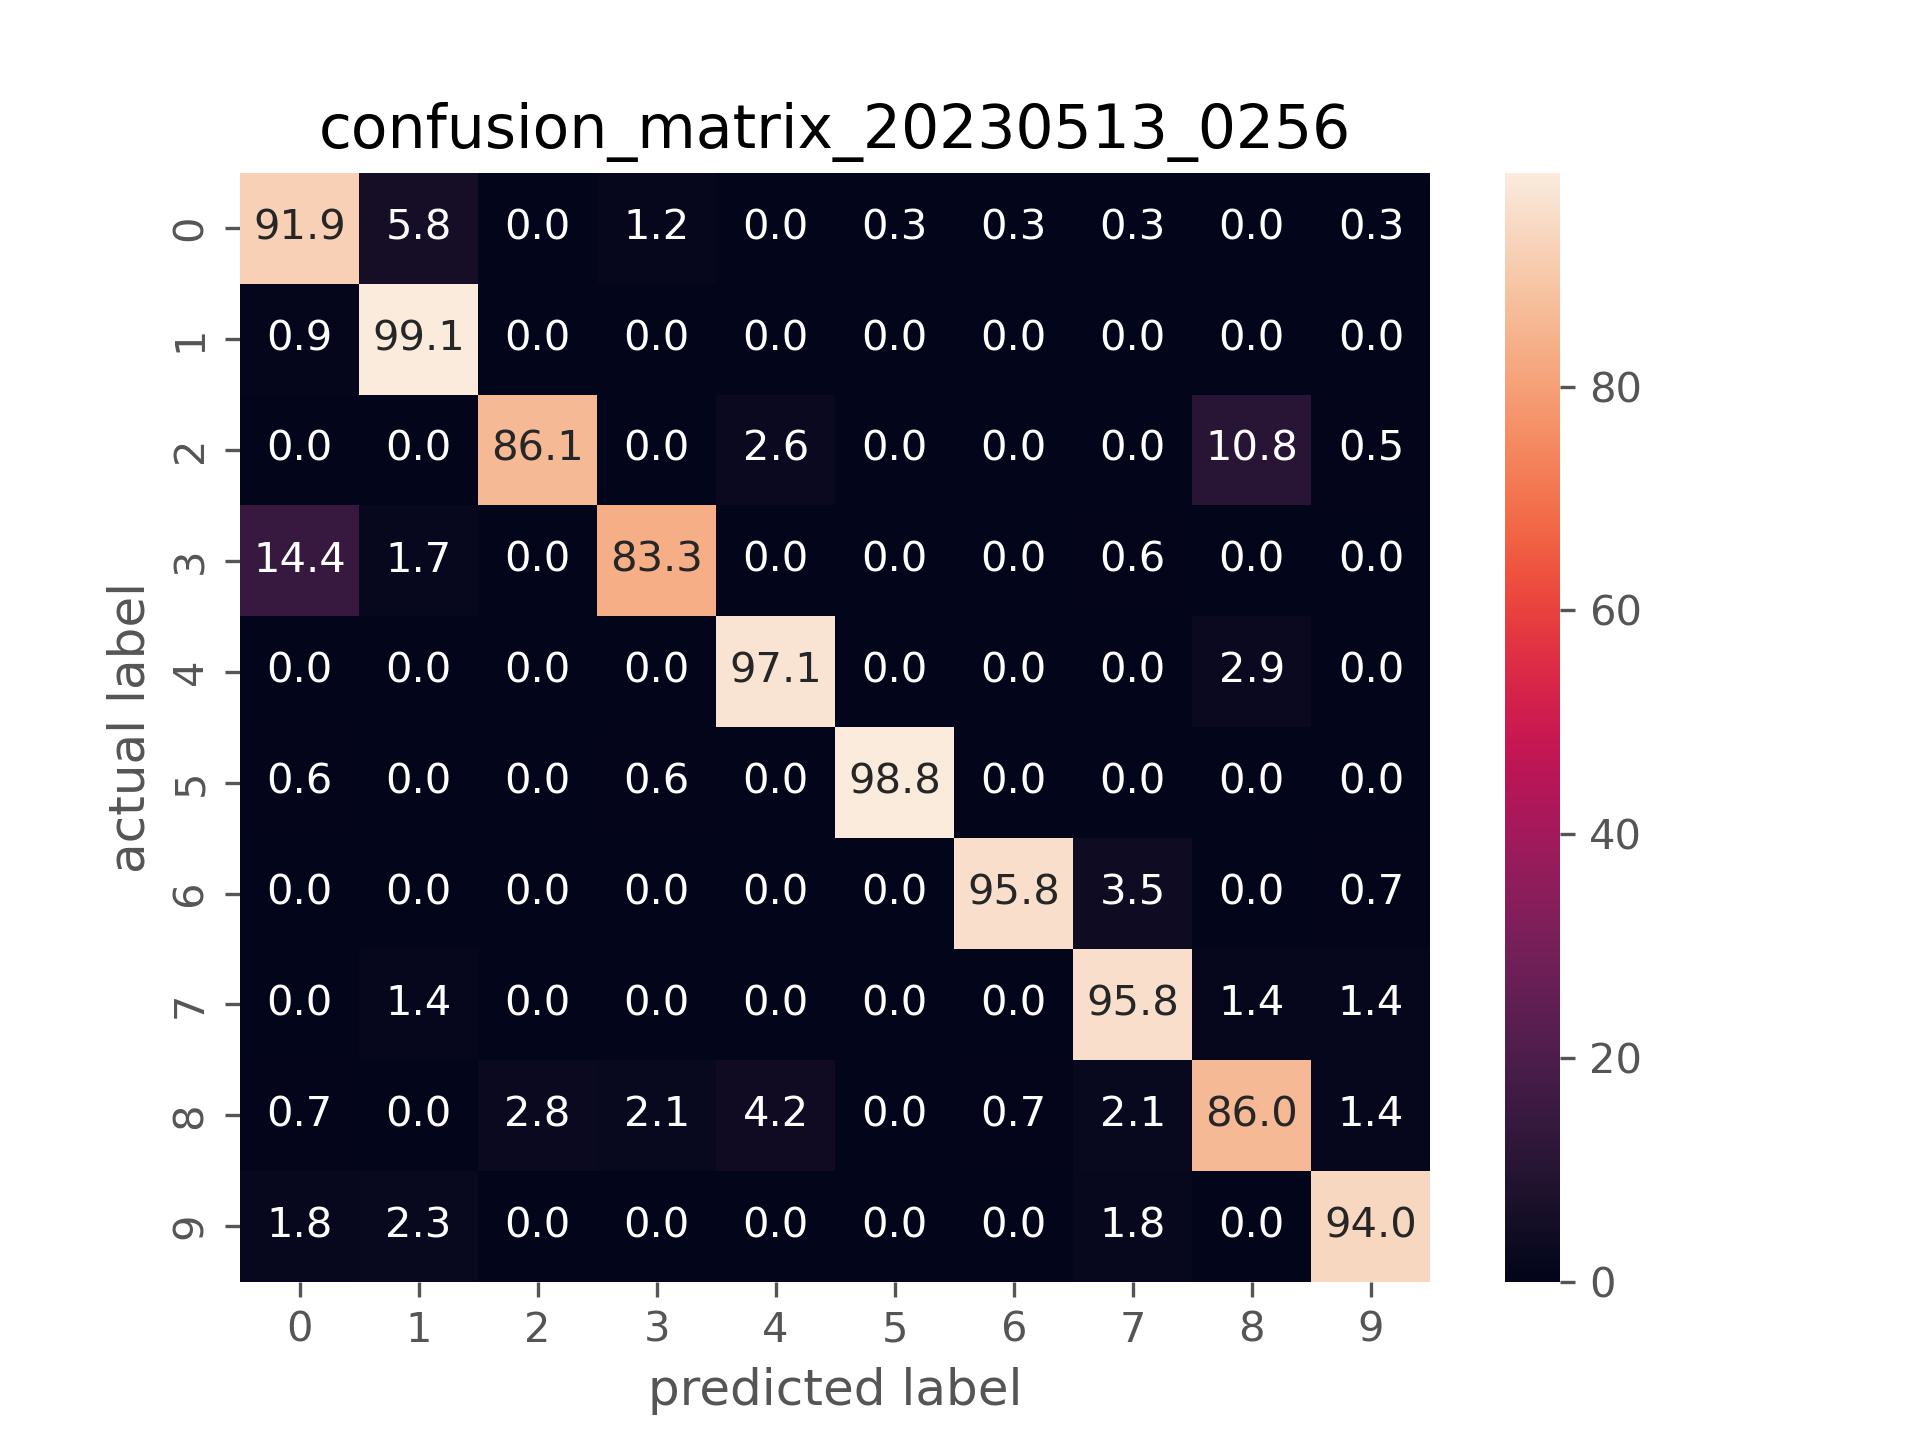 confusion_matrix_20230513_0256
0 91.9 5.8 0.0 1.2 0.0 0.3 0.3 0.3 0.0 0.3
1 0.9 99.1 0.0 0.0 0.0 0.0 0.0 0.0 0.0 0.0
80
2 0.0 0.0 86.1 0.0 2.6 0.0 0.0 0.0 10.8 0.5
3 14.4 1.7 0.0 83.3 0.0 0.0 0.0 0.6 0.0 0.0
60
4 0.0 0.0 0.0 0.0 97.1 0.0 0.0 0.0 2.9 0.0
actual label
5 0.6 0.0 0.0 0.6 0.0 98.8 0.0 0.0 0.0 0.0
40
6 0.0 0.0 0.0 0.0 0.0 0.0 95.8 3.5 0.0 0.7
7 0.0 1.4 0.0 0.0 0.0 0.0 0.0 95.8 1.4 1.4
20
8 0.7 0.0 2.8 2.1 4.2 0.0 0.7 2.1 86.0 1.4
9 1.8 2.3 0.0 0.0 0.0 0.0 0.0 1.8 0.0 94.0
0
0 1 2 3 4 5 6 7 8 9
predicted label